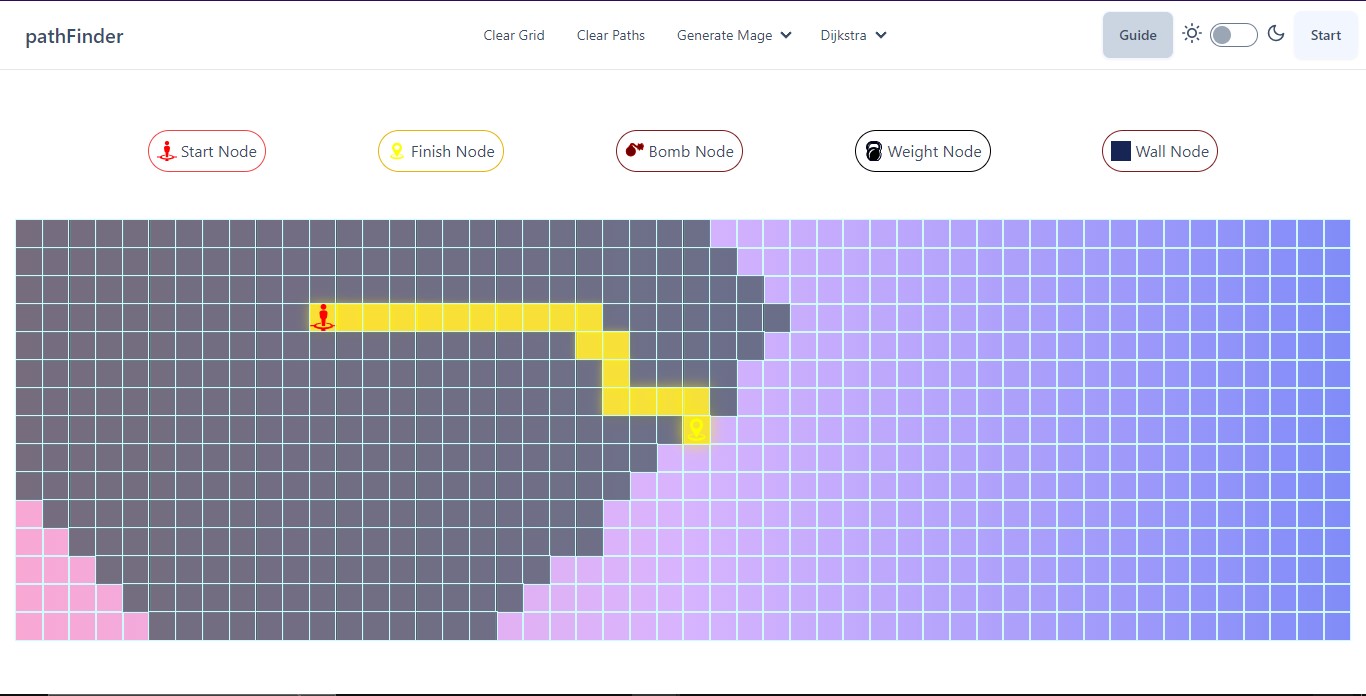 pathFinder
Clear Grid
Clear Paths
Generate Mage
Dijkstra
Guide
Start
Start Node
Finish Node
Bomb Node
Weight Node
Wall Node